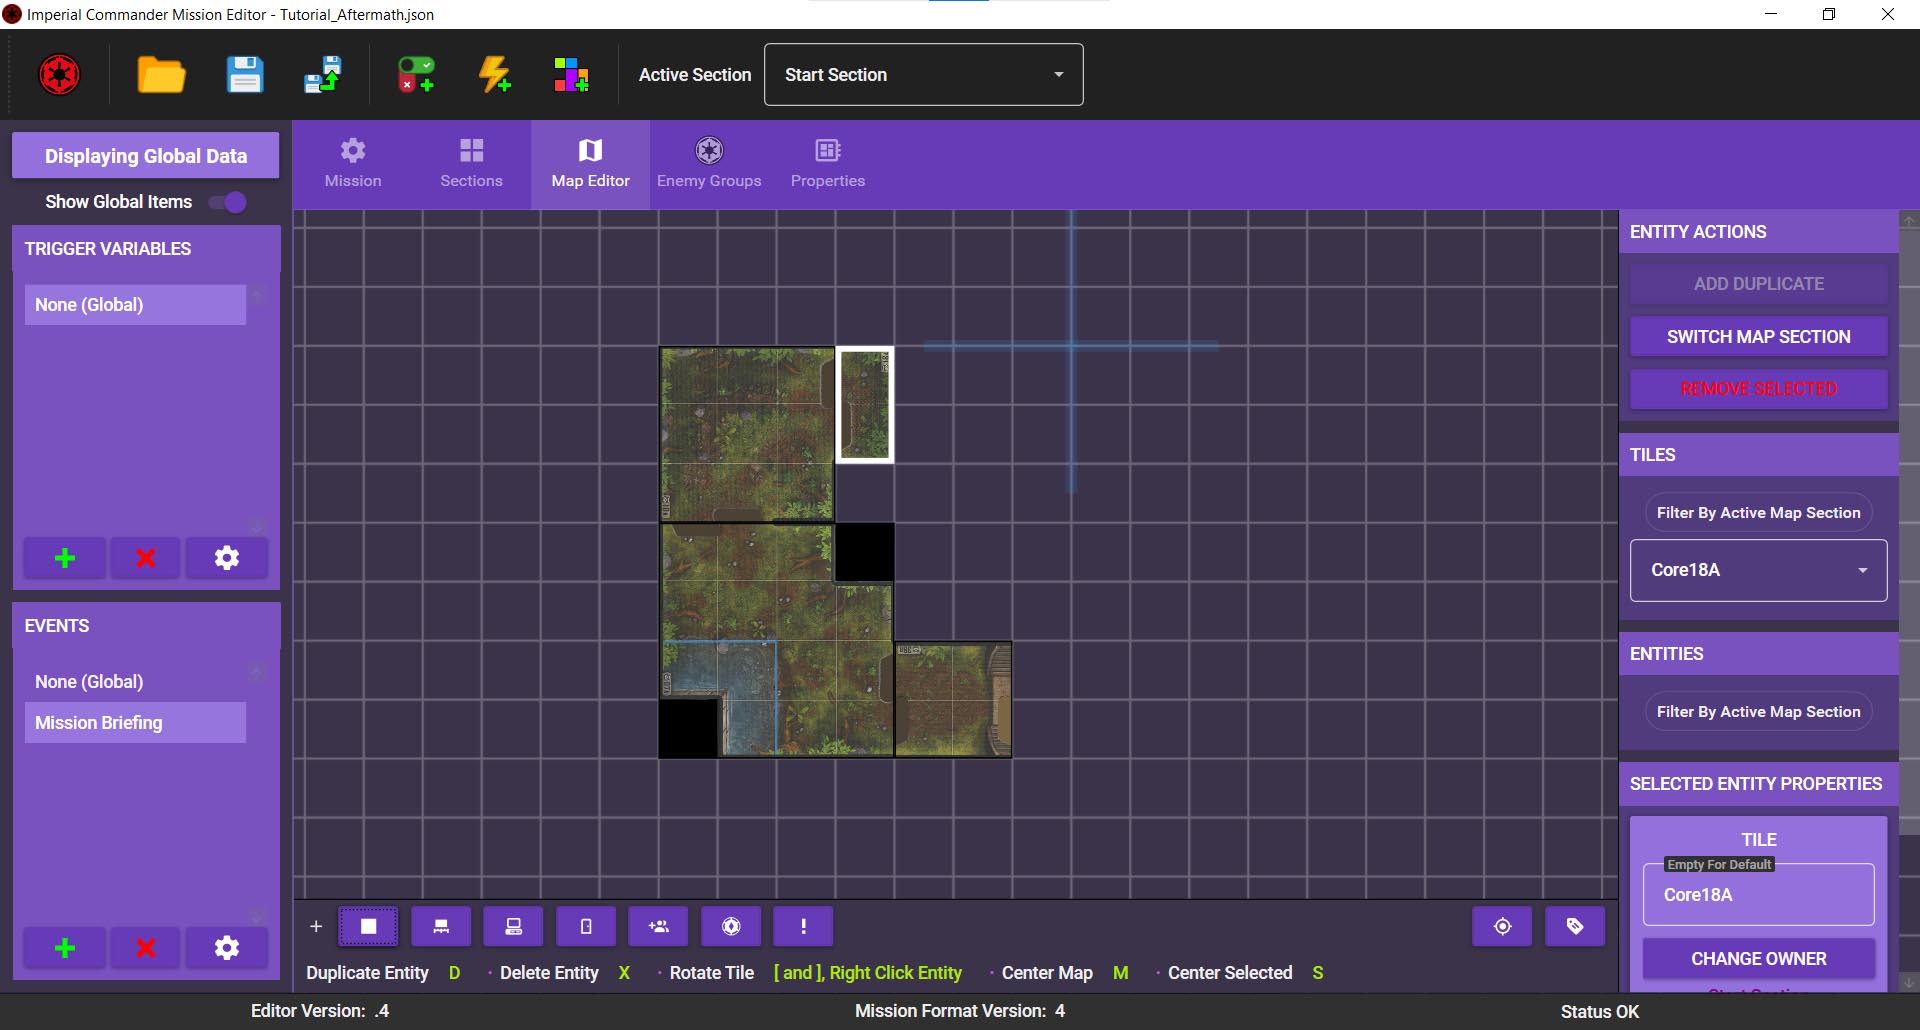 Imperial Commander Mission Editor - Tutorial_Aftermath.json
Active Section
Start Section
Displaying Global Data
Show Global Items
TRIGGER VARIABLES
None (Global)
EVENTS
None (Global)
Mission Briefing
Mission
Sections
Map Editor
Enemy Groups
Properties
ENTITY ACTIONS
ADD DUPLICATE
SWITCH MAP SECTION
REMOVE SELECTED
TILES
Filter By Active Map Section
Core18A
ENTITIES
Filter By Active Map Section
SELECTED ENTITY PROPERTIES
TILE
Empty For Default
Core18A
CHANGE OWNER
Duplicate Entity D · Delete Entity X · Rotate Tile [ and ], Right Click Entity · Center Map M · Center Selected S
Editor Version: .4
Mission Format Version: 4
Status OK